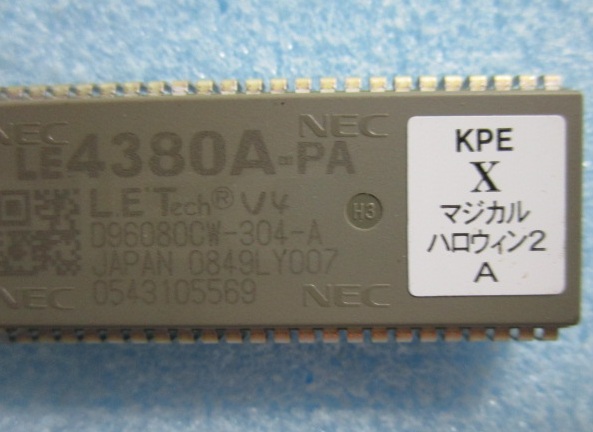 NEC NEC
LE4380A-PA
L.E.Tech® V4
D96080CW-304-A
JAPAN 0849LY007
0543105569
NEC NEC
H3
KPE
X
マジカル
ハロウィン2
A